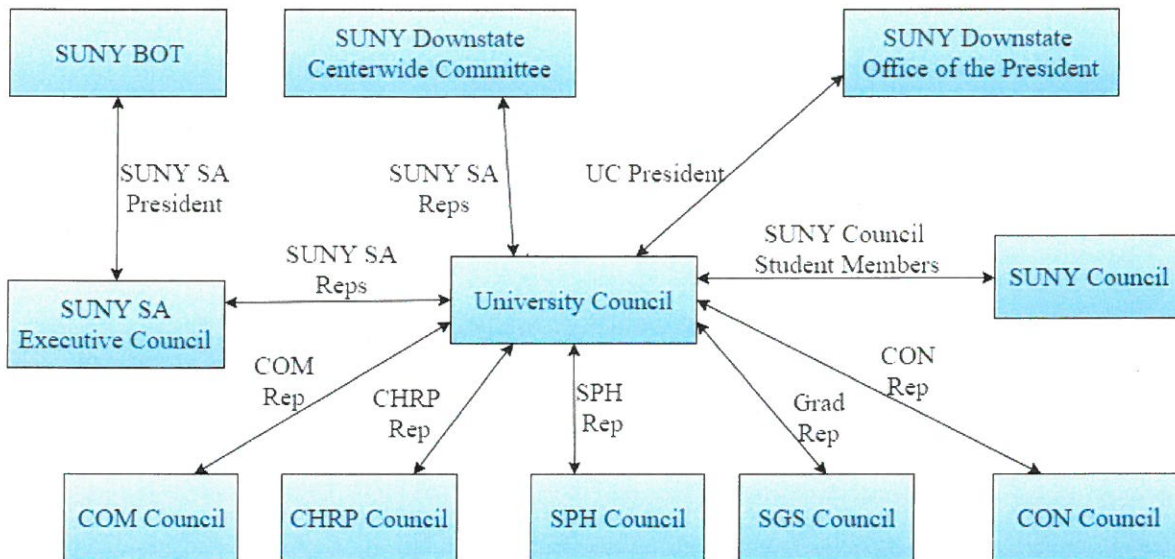 SUNY BOT
SUNY Downstate
Centerwide Committee
SUNY Downstate
Office of the President
SUNY SA
President
SUNY SA
Reps
UC President
SUNY SA
Reps
SUNY Council
Student Members
SUNY SA
Executive Council
University Council
SUNY Council
COM
Rep
CHRP
Rep
SPH
Rep
Grad
Rep
CON
Rep
COM Council
CHRP Council
SPH Council
SGS Council
CON Council